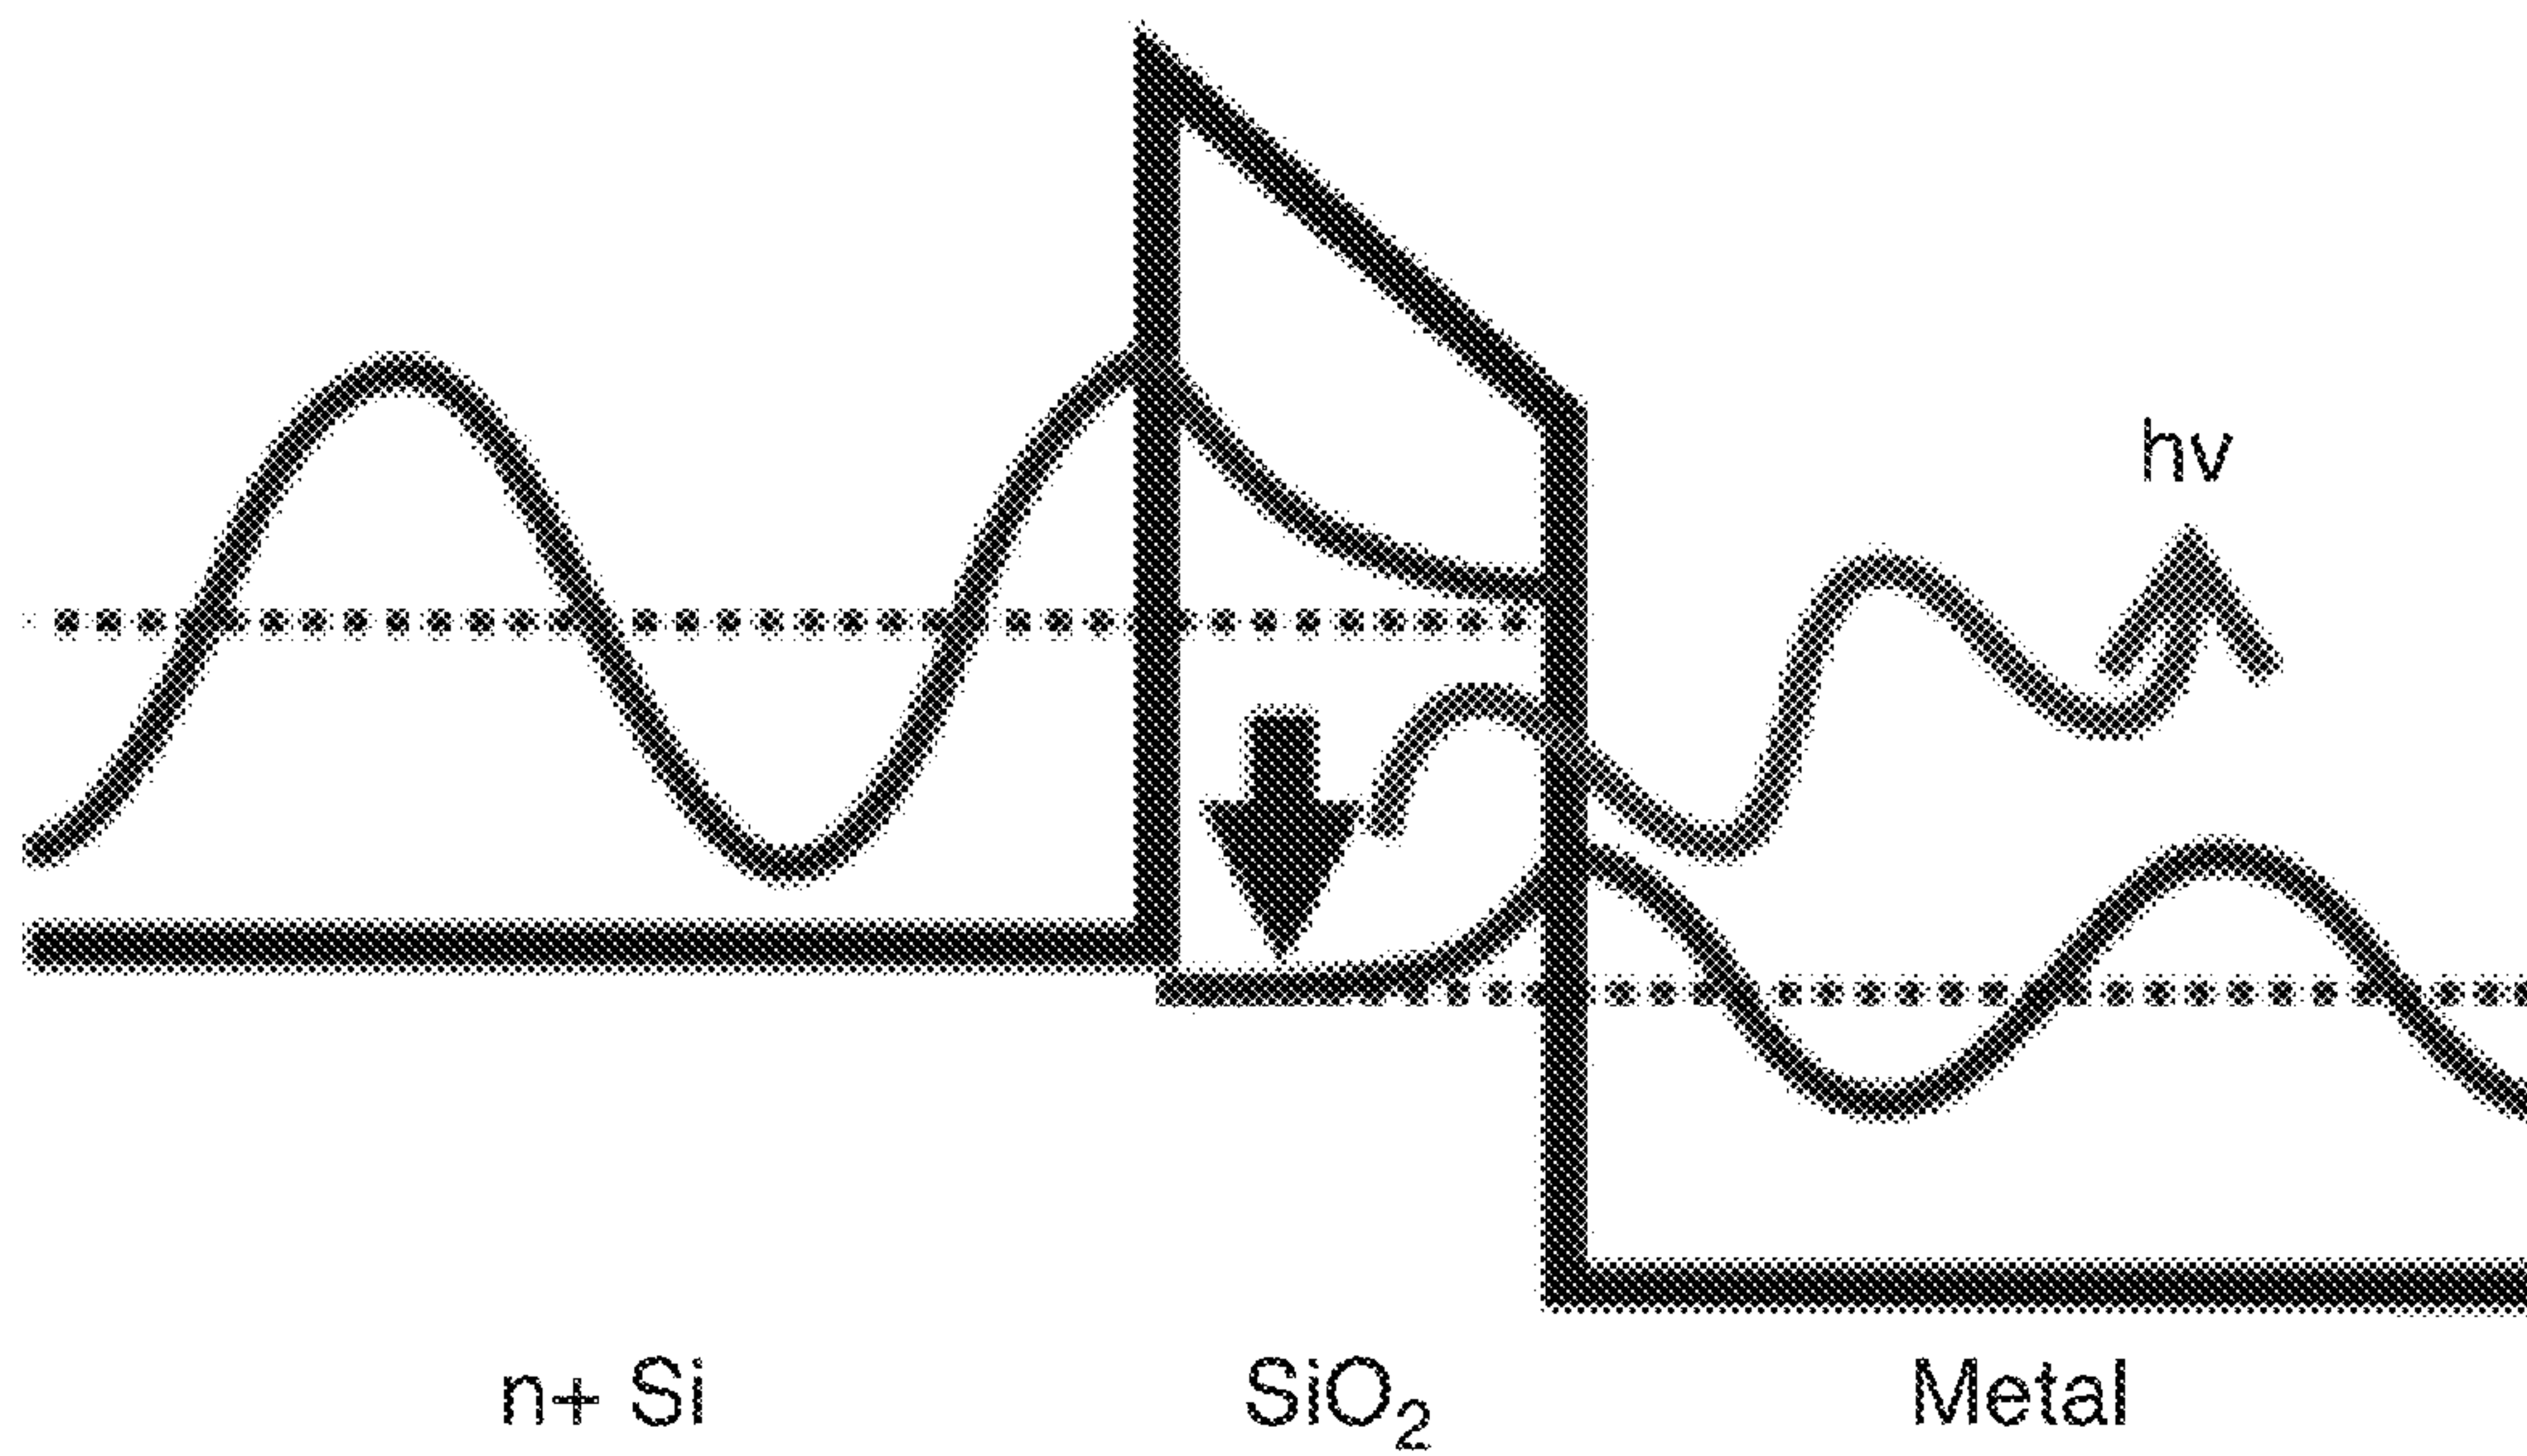 hv
n+ Si
SiO₂
Metal